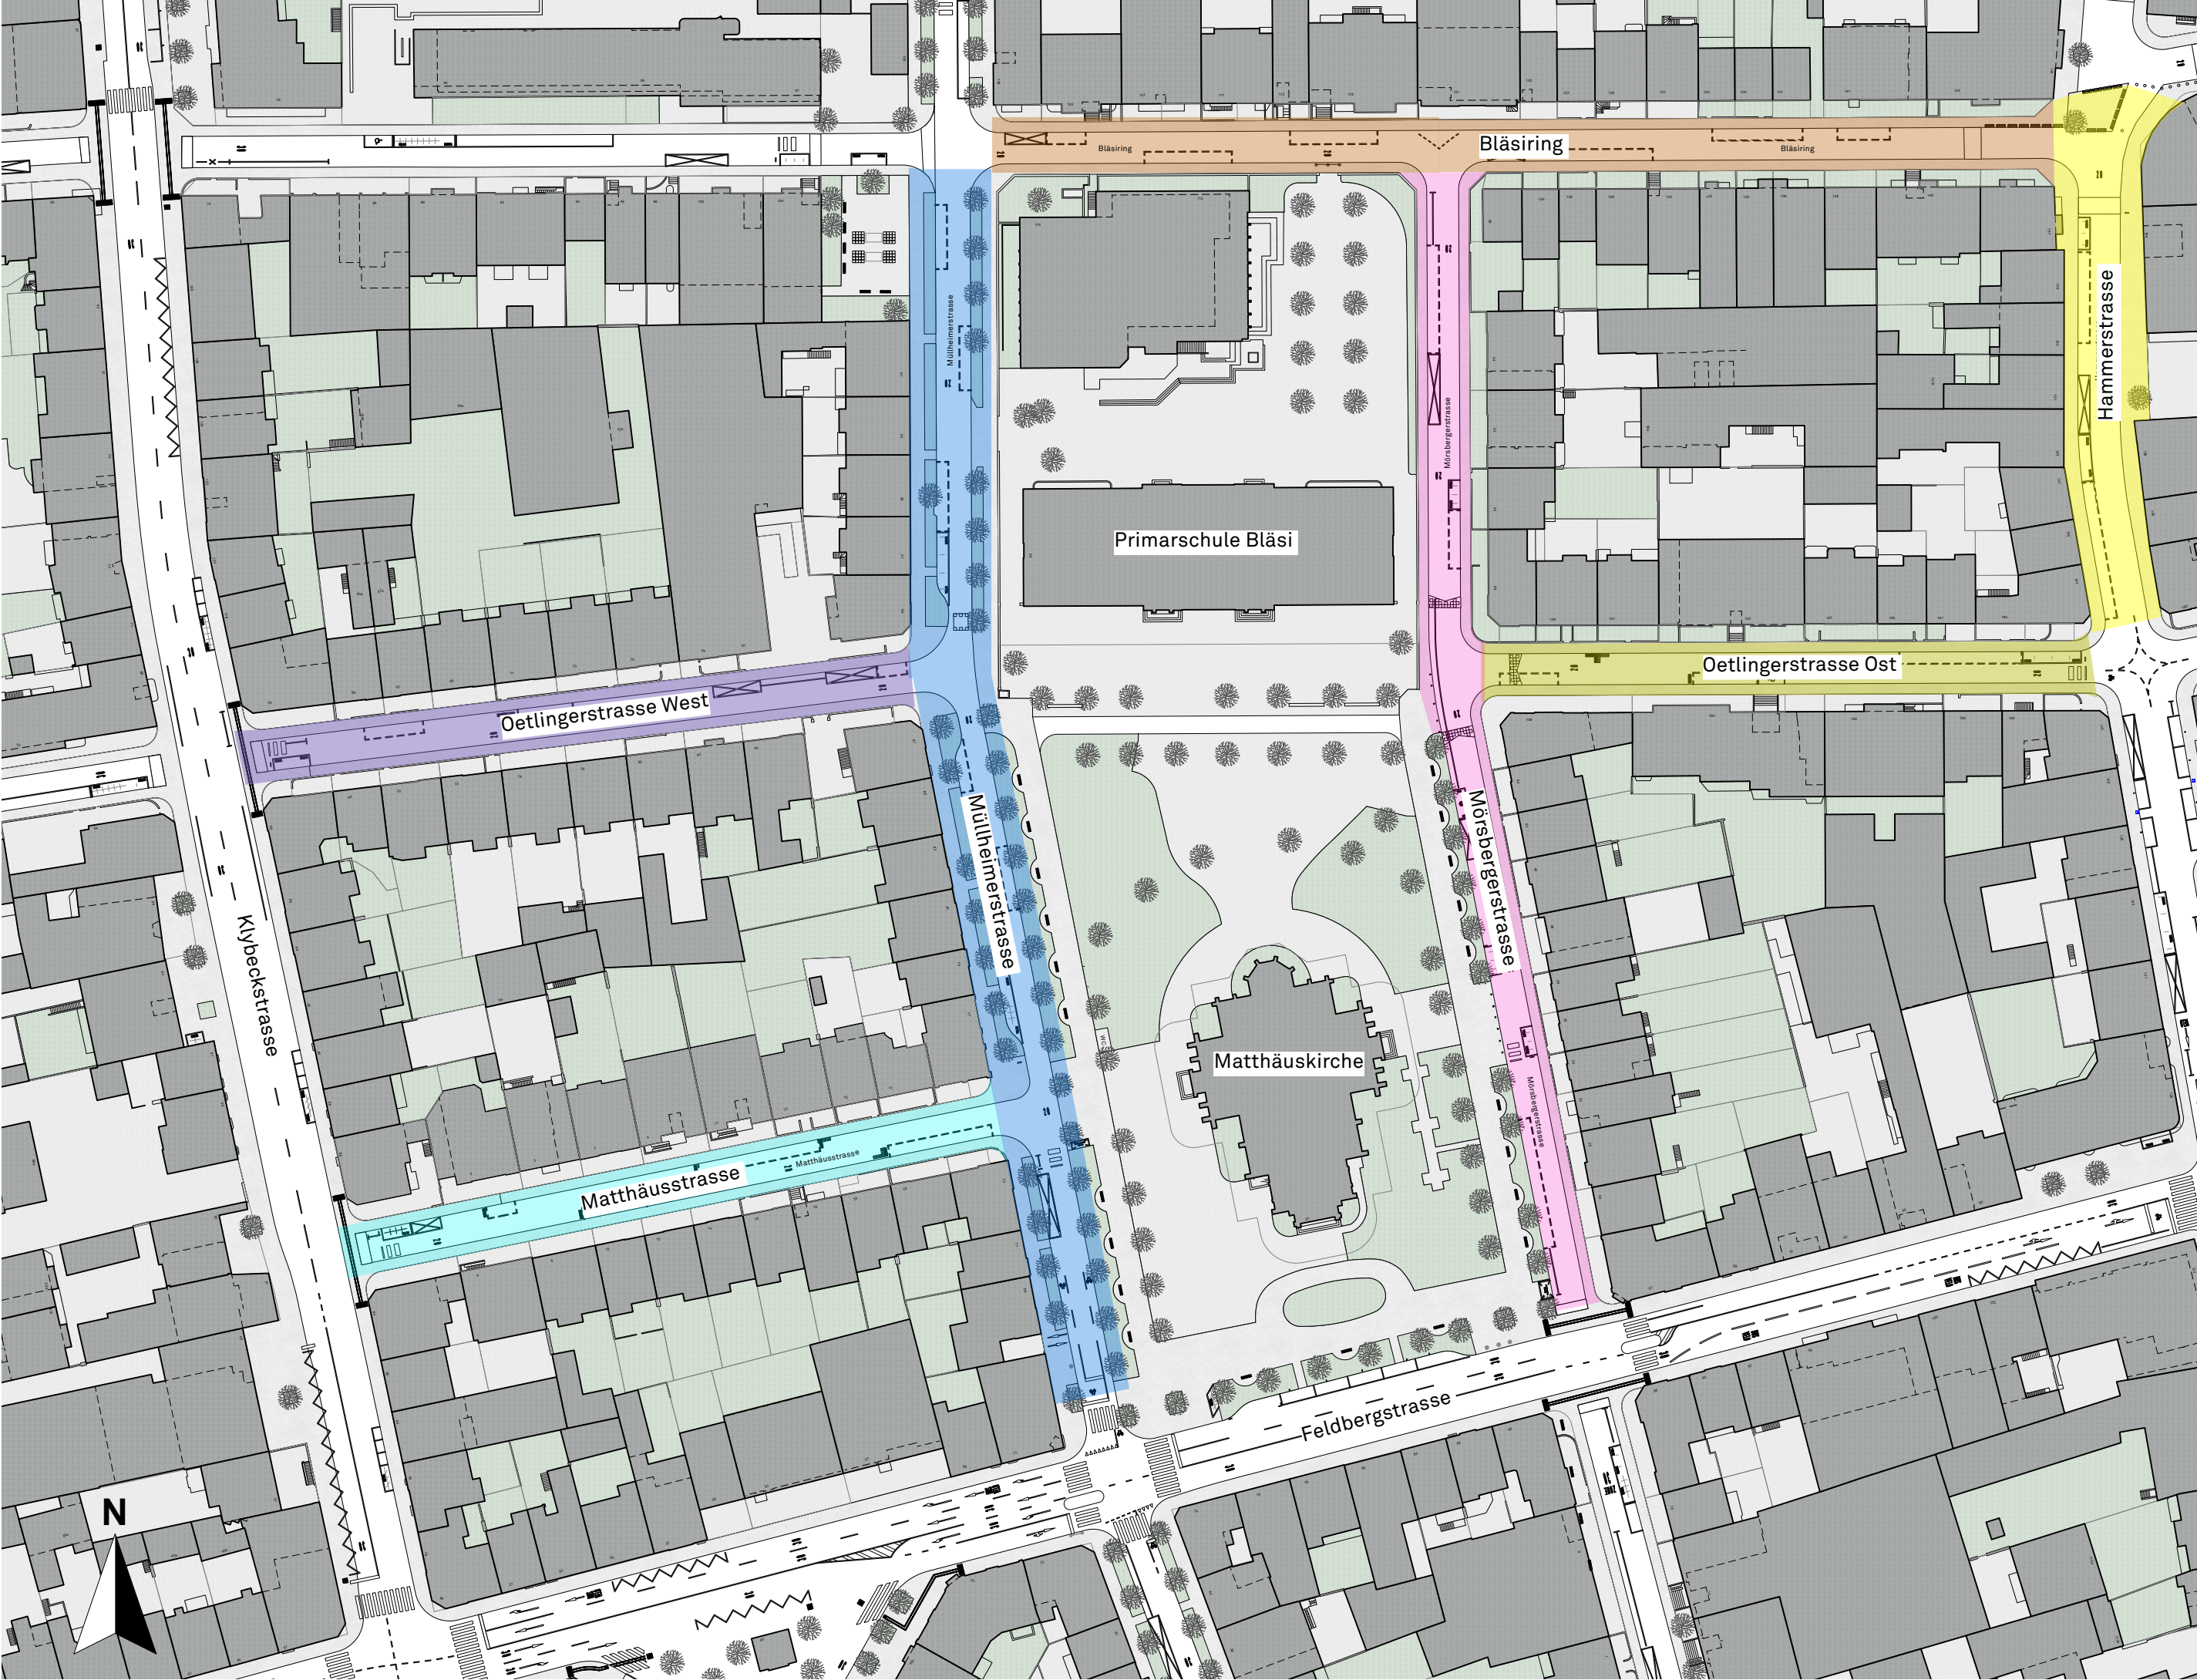 Bläsiring
Bläsiring
Bläsiring
Hammerstrasse
Müllheimerstrasse
Mörsbergerstrasse
Primarschule Bläsi
Oetlingerstrasse Ost
Oetlingerstrasse West
Müllheimerstrasse
Mörsbergerstrasse
Klybeckstrasse
WC
Matthäuskirche
Mörsbergerstrasse
Matthäusstrasse
Matthäusstrasse
Feldbergstrasse
N